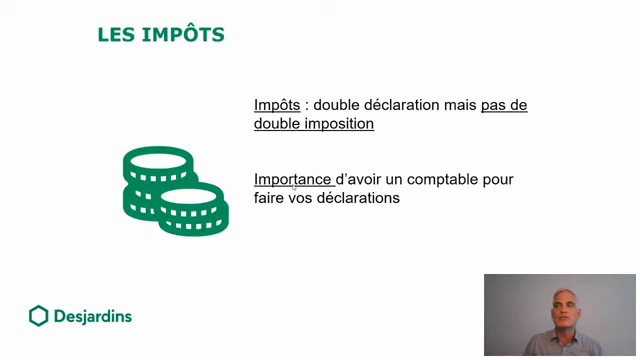 LES IMPÔTS
Impôts : double déclaration mais pas de
double imposition
Importance d’avoir un comptable pour
faire vos déclarations
Desjardins